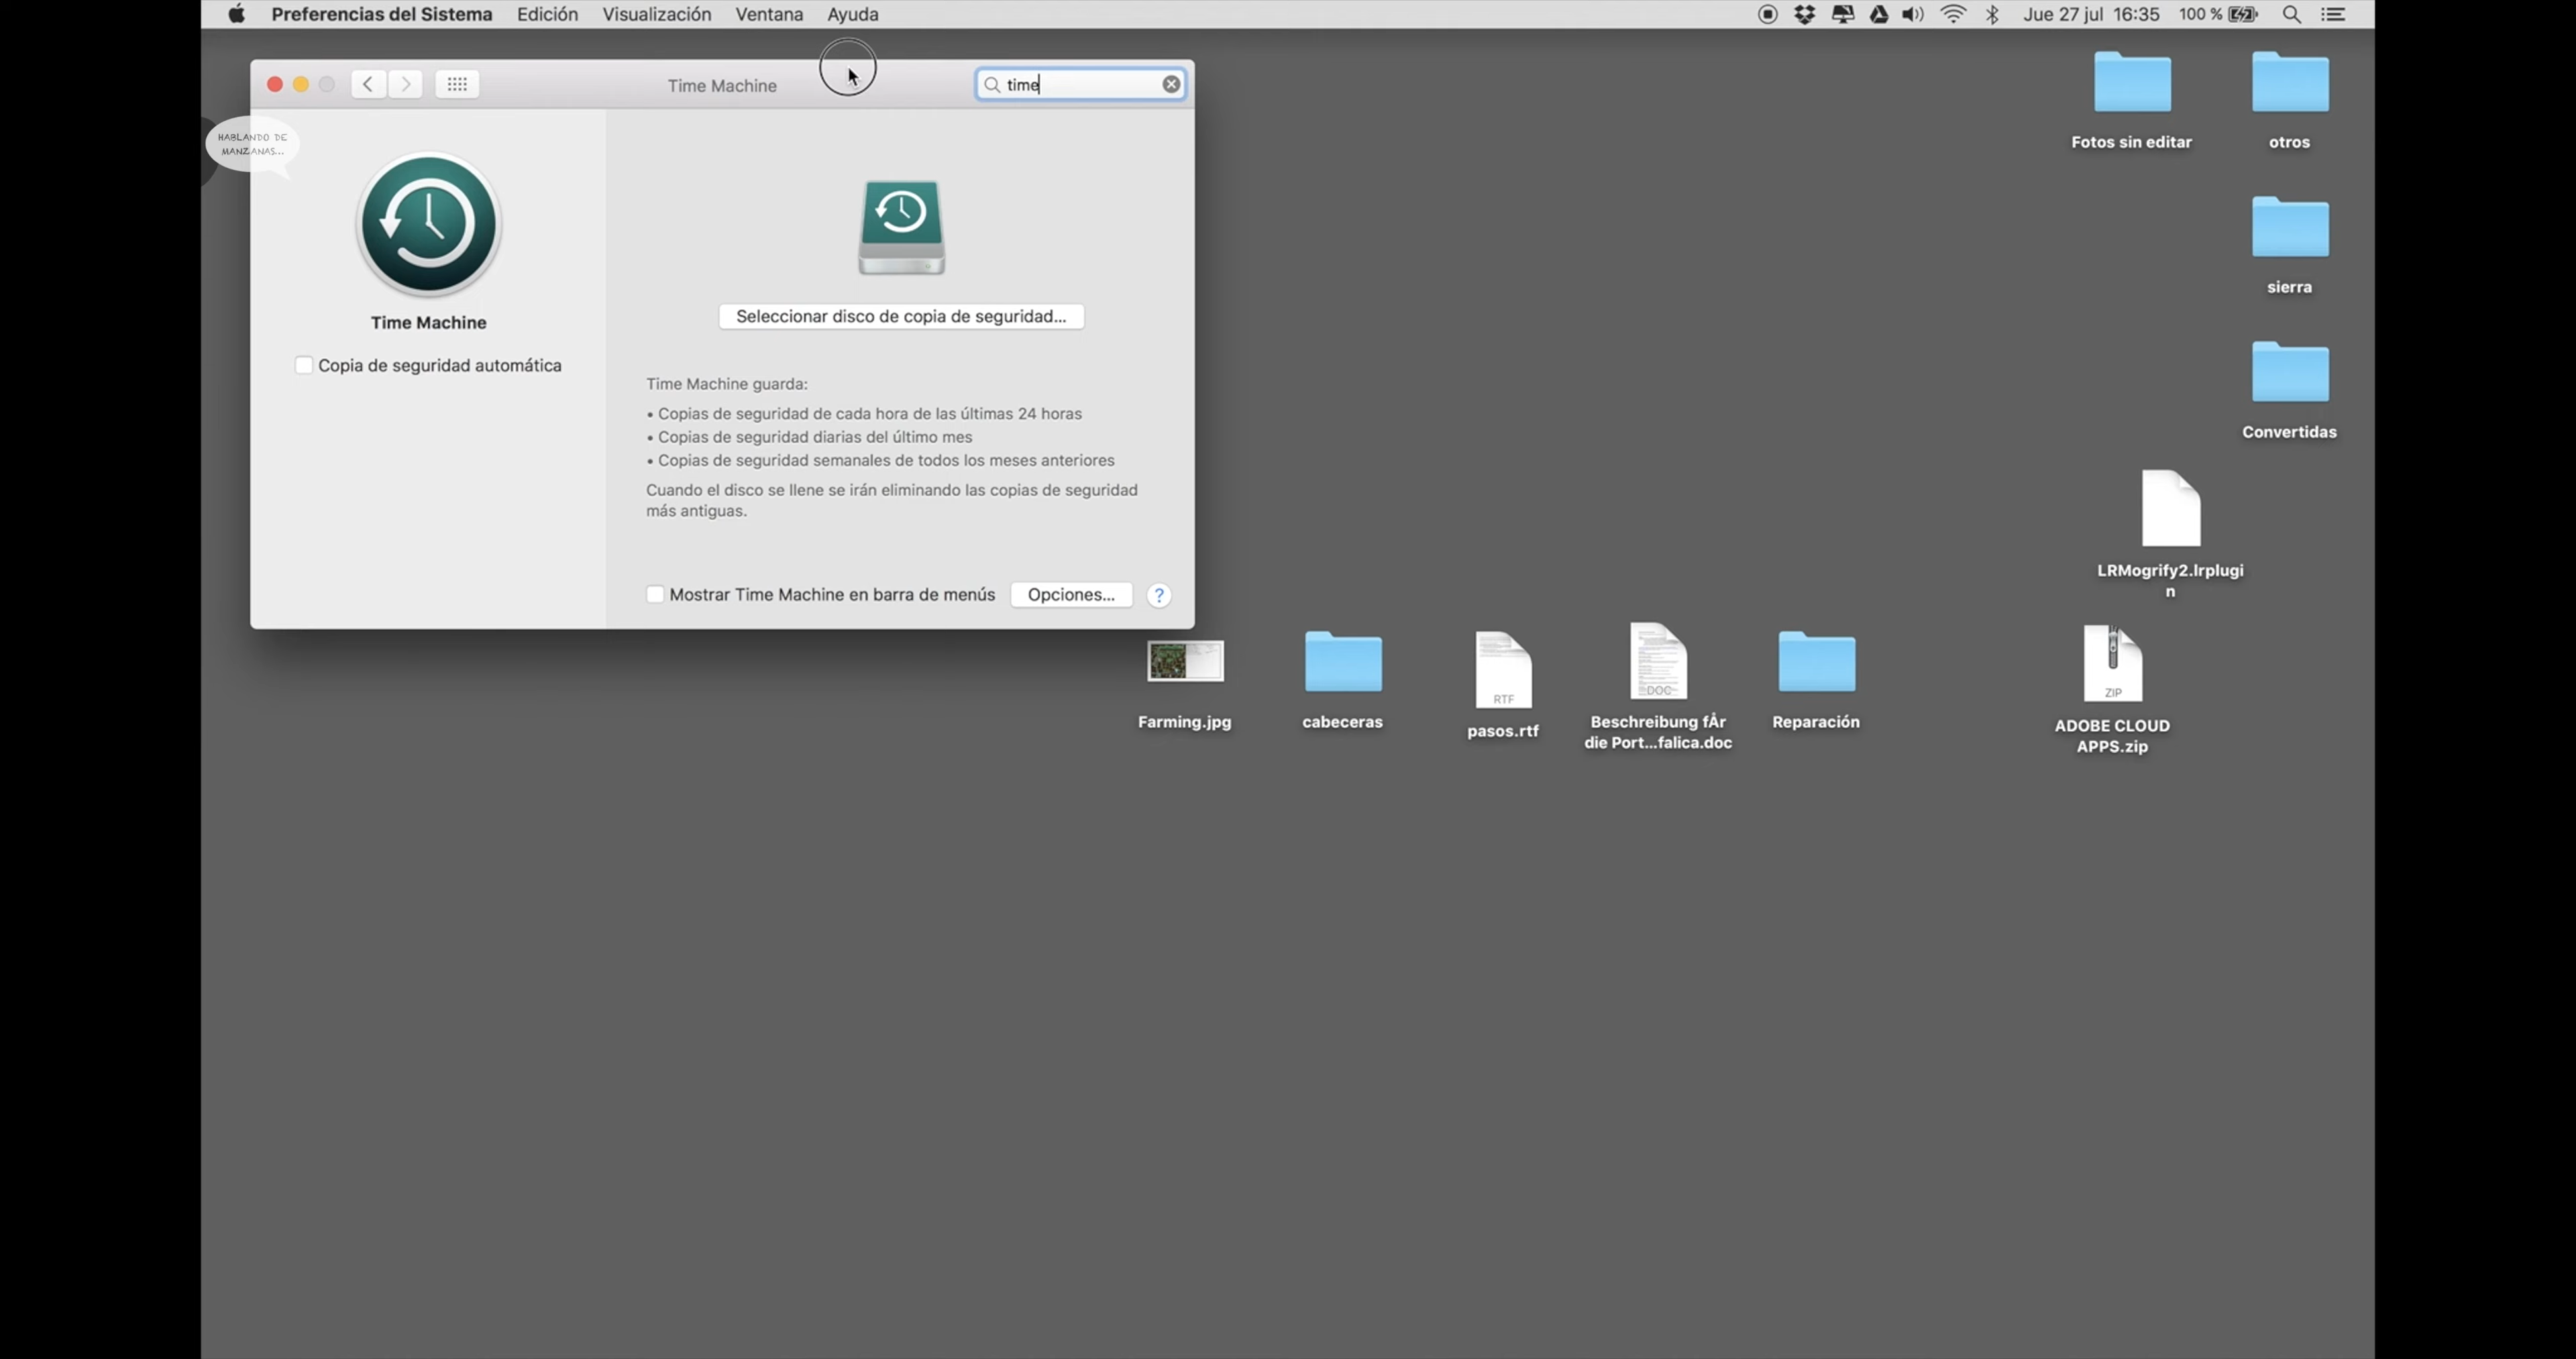 Preferencias del Sistema Edición Visualización Ventana Ayuda
Jue 27 jul 16:35 100 %
Time Machine
time
HABLANDO DE
MANZANAS...
Time Machine
Copia de seguridad automática
Seleccionar disco de copia de seguridad...
Time Machine guarda:
• Copias de seguridad de cada hora de las últimas 24 horas
• Copias de seguridad diarias del último mes
• Copias de seguridad semanales de todos los meses anteriores
Cuando el disco se llene se irán eliminando las copias de seguridad
más antiguas.
Mostrar Time Machine en barra de menús
Opciones...
?
Fotos sin editar
otros
sierra
Convertidas
LRMogrify2.lrplugi
n
Farming.jpg
cabeceras
RTF
pasos.rtf
DOC
Beschreibung fÅr
die Port...falica.doc
Reparación
ZIP
ADOBE CLOUD
APPS.zip